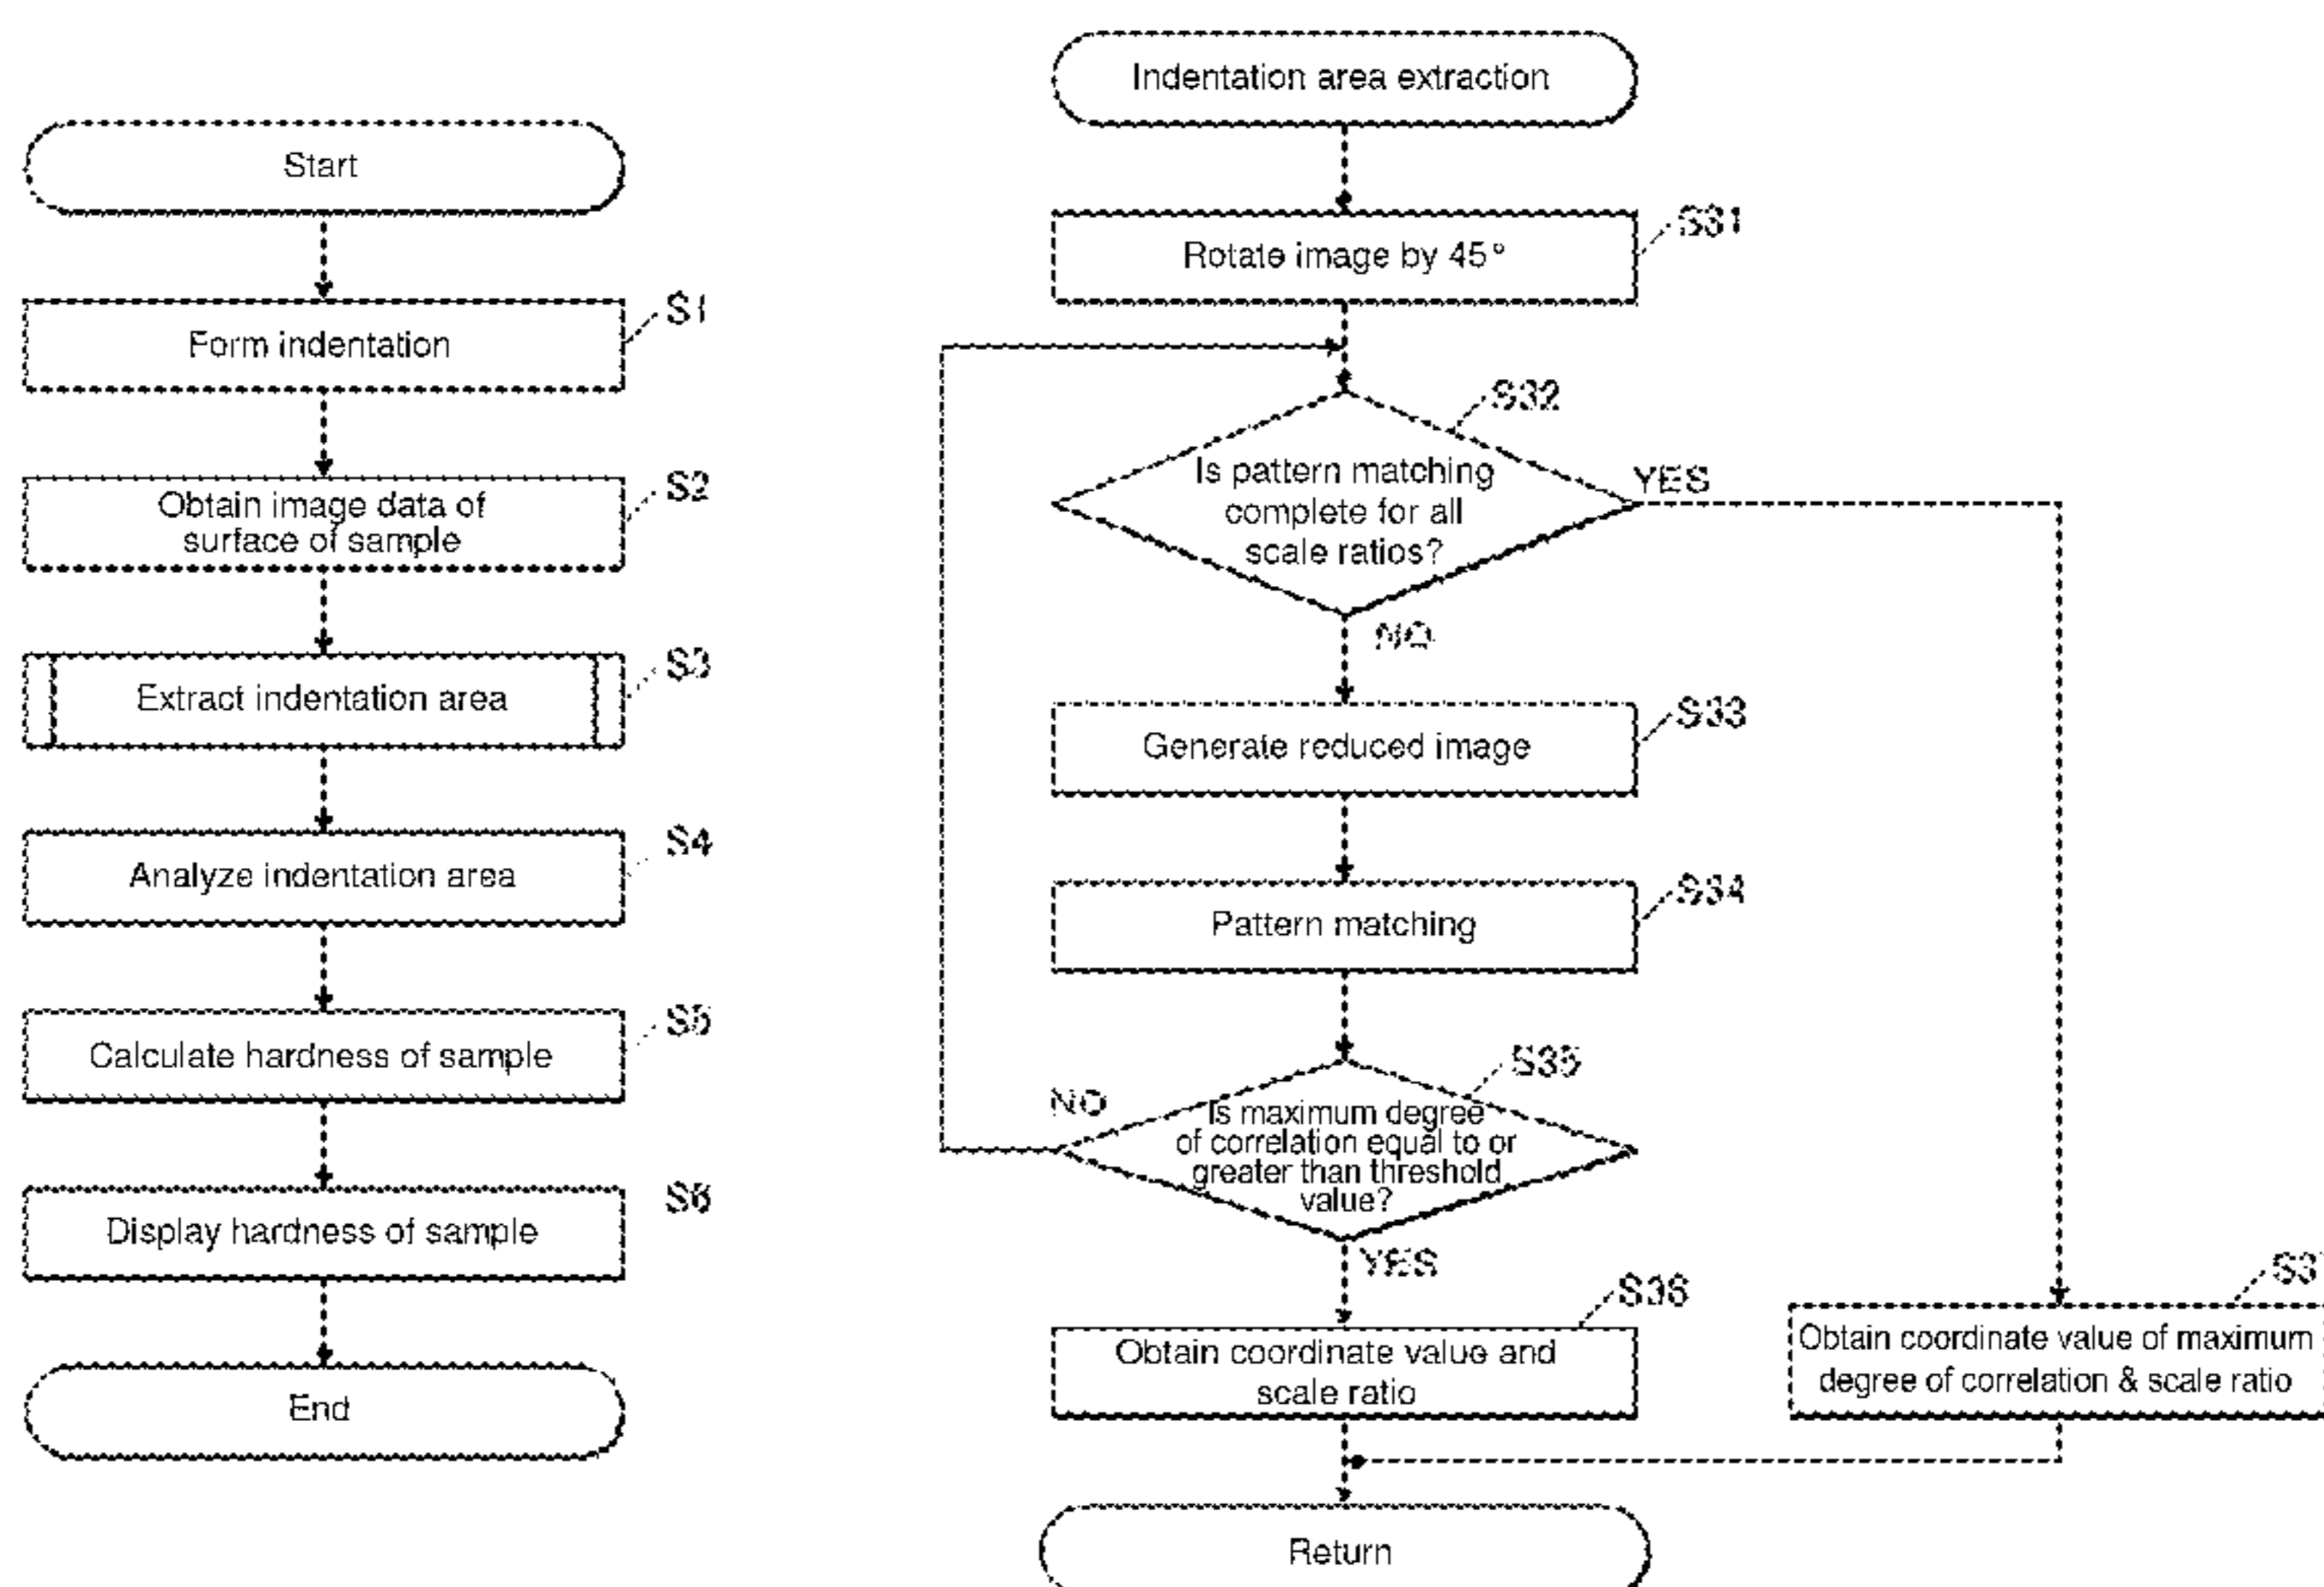 Start
Form indentation
S1
Obtain image data of
surface of sample
S2
Extract indentation area
S3
Analyze indentation area
S4
Calculate hardness of sample
S5
Display hardness of sample
S6
End
Indentation area extraction
Rotate image by 45°
S31
Is pattern matching
complete for all
scale ratios?
S32
YES
NO
Generate reduced image
S33
Pattern matching
S34
Is maximum degree
of correlation equal to or
greater than threshold
value?
S35
NO
YES
Obtain coordinate value and
scale ratio
S36
Obtain coordinate value of maximum
degree of correlation & scale ratio
Return